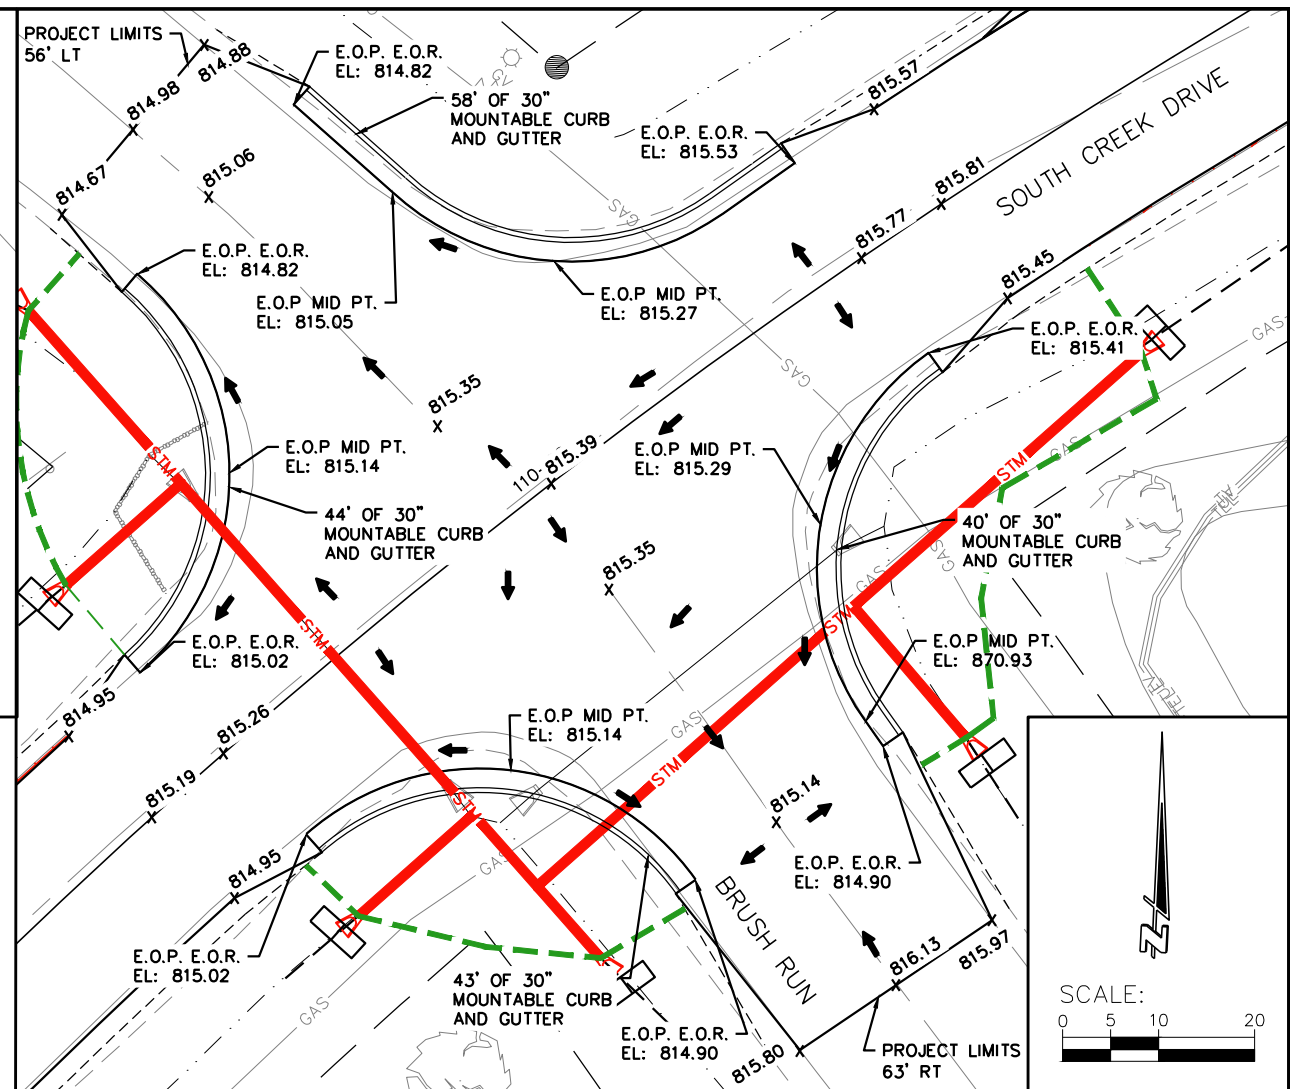 PROJECT LIMITS
56' LT
814.88
814.98
814.67
815.06
E.O.P. E.O.R.
EL: 814.82
58' OF 30"
MOUNTABLE CURB
AND GUTTER
E.O.P. E.O.R.
EL: 815.53
815.57
815.81
815.77
SOUTH CREEK DRIVE
815.45
GAS
E.O.P. E.O.R.
EL: 814.82
E.O.P MID PT.
EL: 815.05
E.O.P MID PT.
EL: 815.27
E.O.P. E.O.R.
EL: 815.41
GAS
GAS
815.35
E.O.P MID PT.
EL: 815.14
110
815.39
E.O.P MID PT.
EL: 815.29
GAS
STM
STM
44' OF 30"
MOUNTABLE CURB
AND GUTTER
40' OF 30"
MOUNTABLE CURB
AND GUTTER
GAS
GAS
815.35
STM
STM
E.O.P. E.O.R.
EL: 815.02
E.O.P MID PT.
EL: 870.93
814.95
815.26
815.19
E.O.P MID PT.
EL: 815.14
GAS
STM
STM
815.14
814.95
GAS
E.O.P. E.O.R.
EL: 814.90
BRUSH RUN
E.O.P. E.O.R.
EL: 815.02
43' OF 30"
MOUNTABLE CURB
AND GUTTER
GAS
E.O.P. E.O.R.
EL: 814.90
815.80
816.13
815.97
PROJECT LIMITS
63' RT
N
SCALE:
0 5 10 20